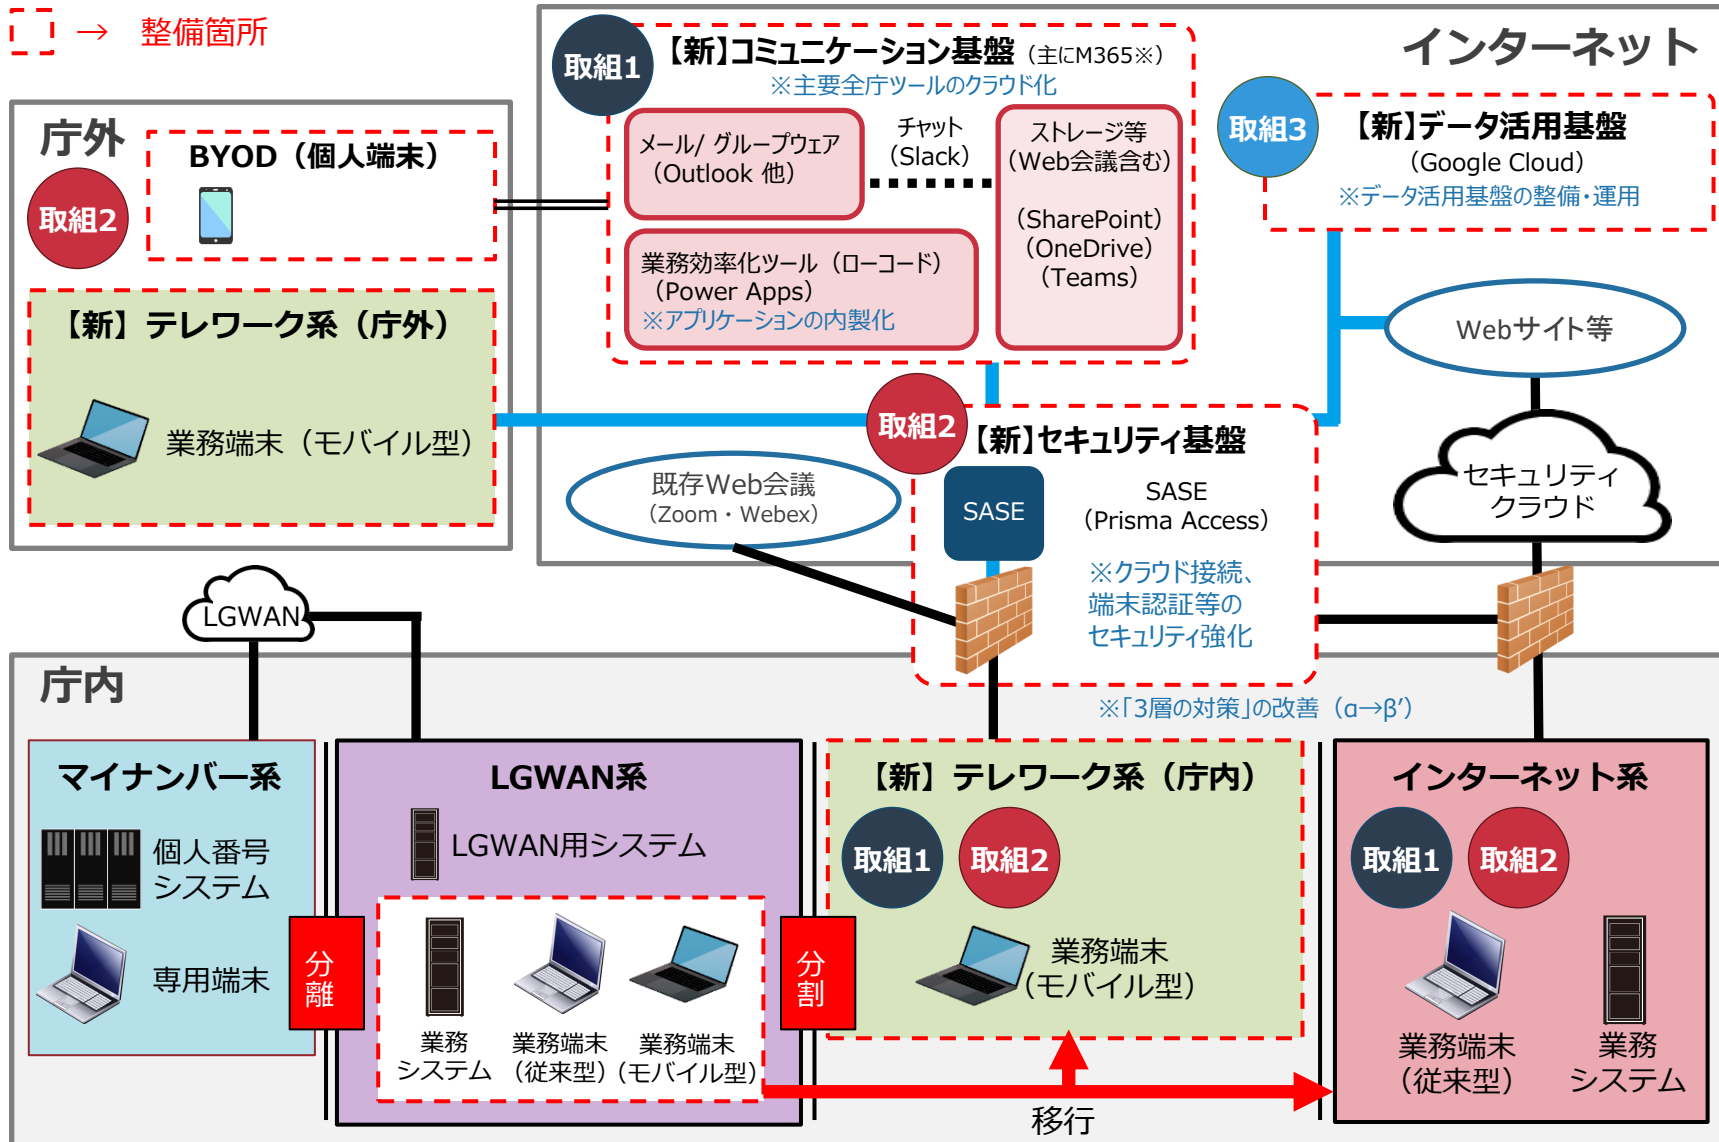 → 整備箇所
インターネット
取組1
【新】コミュニケーション基盤（主にM365※）
※主要全庁ツールのクラウド化
メール/ グループウェア
（Outlook 他）
チャット
（Slack）
ストレージ等
（Web会議含む）
（SharePoint）
（OneDrive）
（Teams）
業務効率化ツール（ローコード）
（Power Apps）
※アプリケーションの内製化
取組3
【新】データ活用基盤
（Google Cloud）
※データ活用基盤の整備・運用
庁外
取組2
BYOD（個人端末）
【新】テレワーク系（庁外）
業務端末（モバイル型）
Webサイト等
取組2
【新】セキュリティ基盤
SASE
SASE
（Prisma Access）
※クラウド接続、
端末認証等の
セキュリティ強化
既存Web会議
（Zoom・Webex）
セキュリティ
クラウド
LGWAN
庁内
※「3層の対策」の改善（α→β′）
マイナンバー系
個人番号
システム
専用端末
分離
LGWAN系
LGWAN用システム
業務
システム
業務端末
（従来型）
業務端末
（モバイル型）
分割
【新】テレワーク系（庁内）
取組1
取組2
業務端末
（モバイル型）
インターネット系
取組1
取組2
業務端末
（従来型）
業務
システム
移行